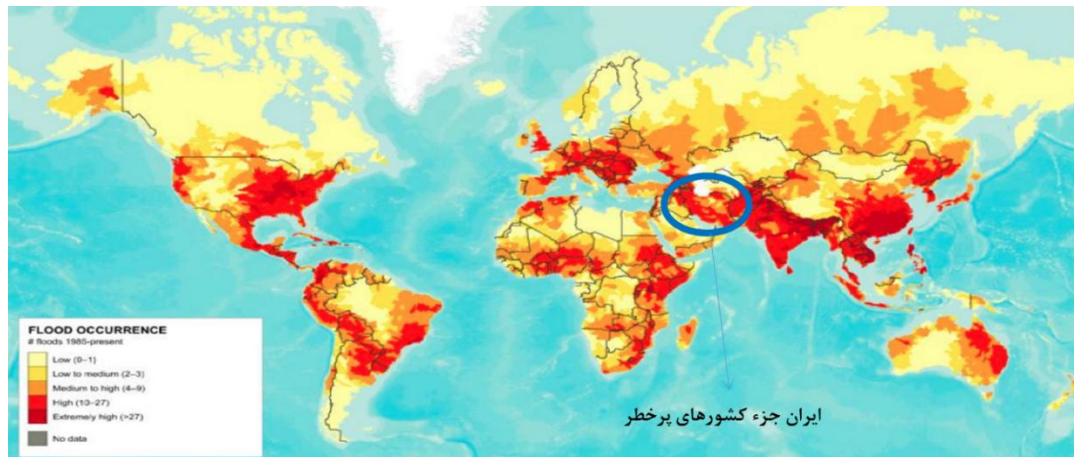 FLOOD OCCURRENCE
# floods 1985-present
Low (0–1)
Low to medium (2–3)
Medium to high (4–9)
High (10–27)
Extremely high (>27)
No data
ایران جزء کشورهای پرخطر